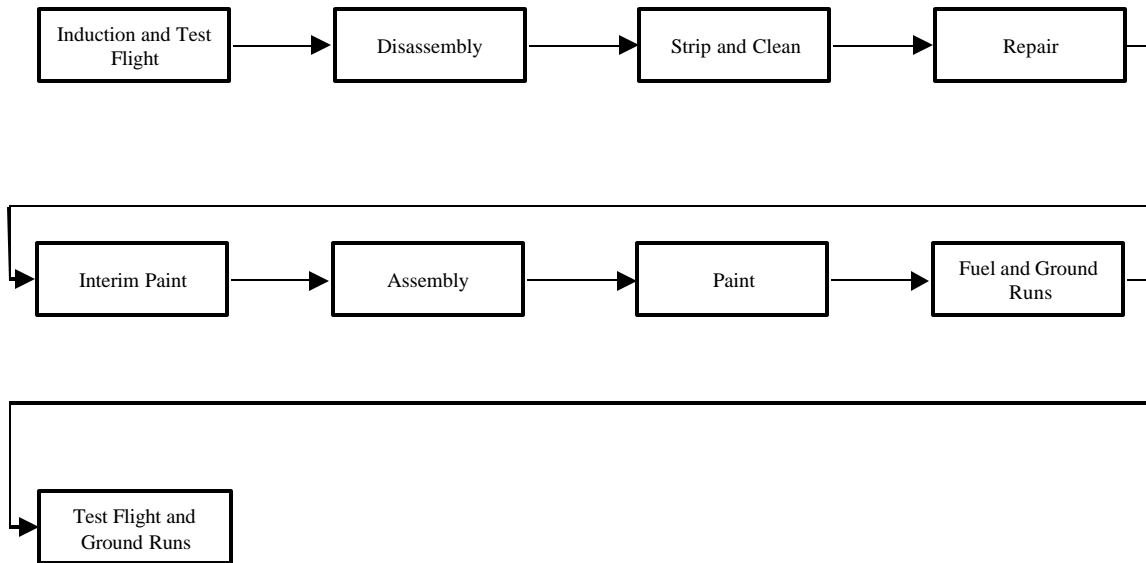 Induction and Test
Flight
Disassembly
Strip and Clean
Repair
Interim Paint
Assembly
Paint
Fuel and Ground
Runs
Test Flight and
Ground Runs